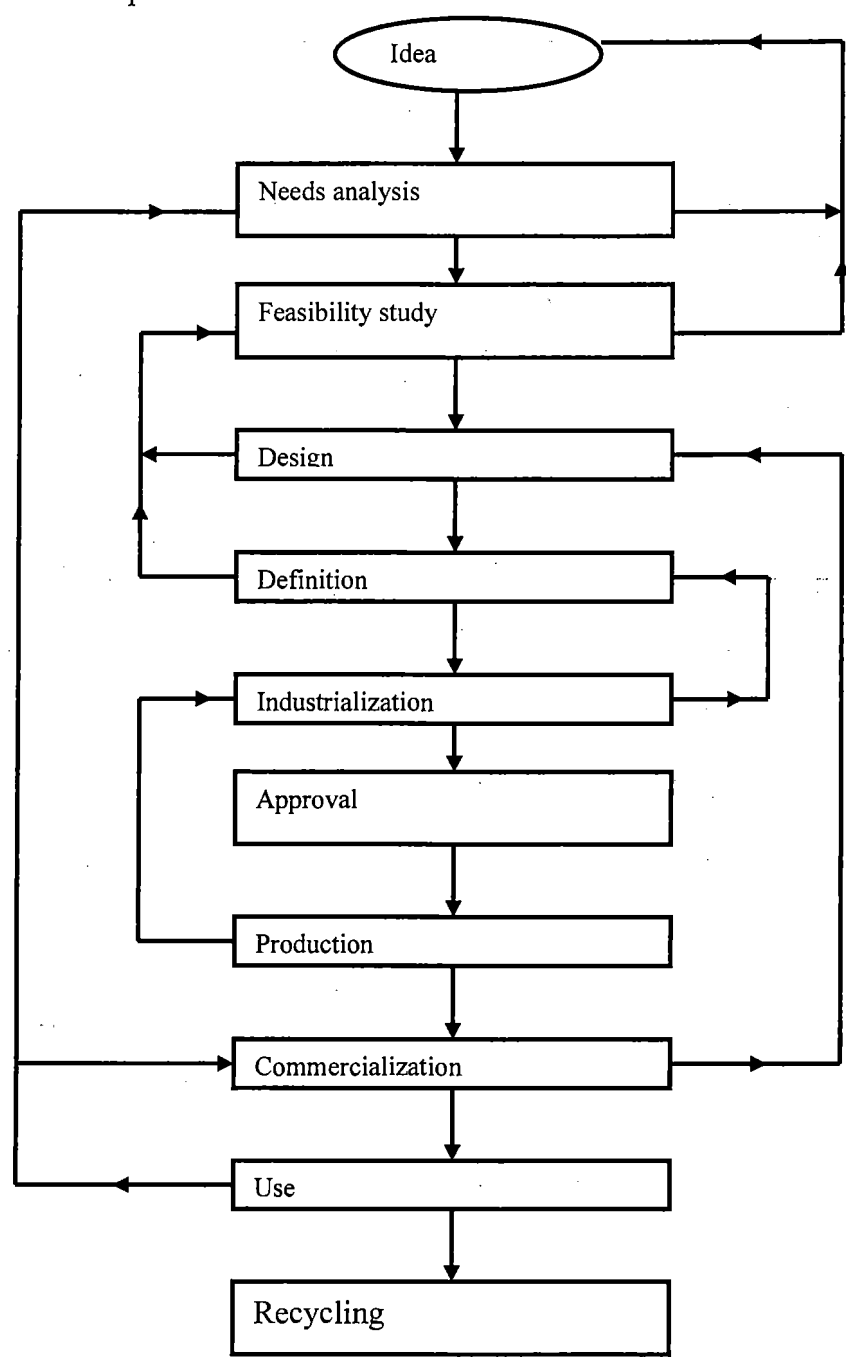 Idea
Needs analysis
Feasibility study
Design
Definition
Industrialization
Approval
Production
Commercialization
Use
Recycling